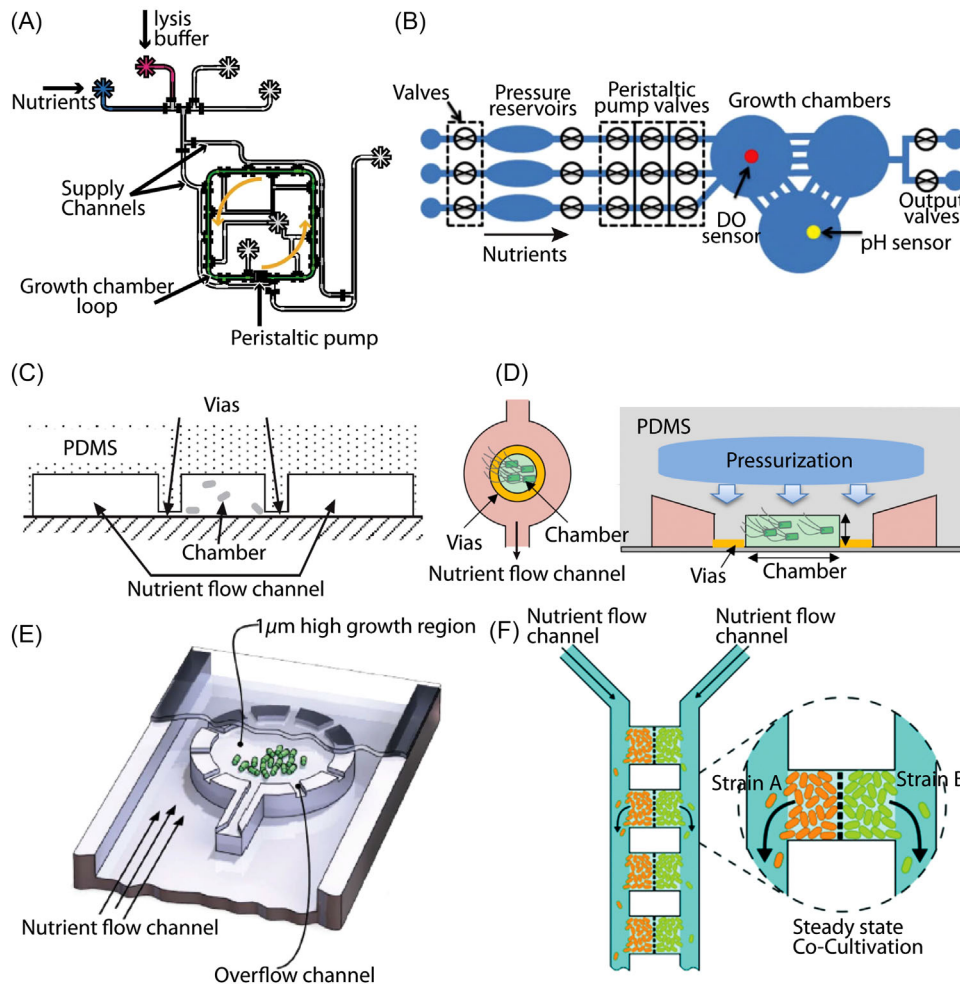 (A)
lysis
buffer
Nutrients
Supply
Channels
Growth chamber
loop
Peristaltic pump
(B)
Valves
Pressure
reservoirs
Peristaltic
pump valves
Growth chambers
Nutrients
DO
sensor
pH sensor
Output
valves
(C)
Vias
PDMS
Chamber
Nutrient flow channel
(D)
Vias
Chamber
Nutrient flow channel
PDMS
Pressurization
Vias
Chamber
(E)
1μm high growth region
Nutrient flow channel
Overflow channel
(F)
Nutrient flow
channel
Nutrient flow
channel
Strain A
Strain B
Steady state
Co-Cultivation